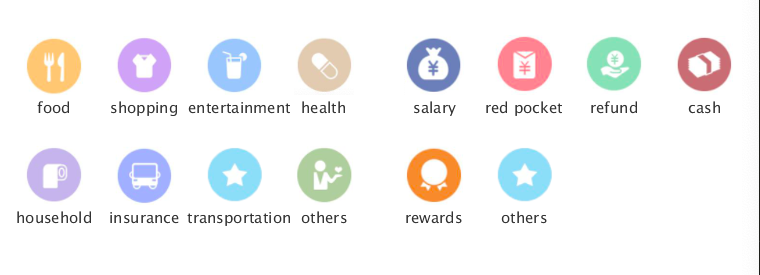 food shopping entertainment health salary red pocket refund cash
household insurance transportation others rewards others